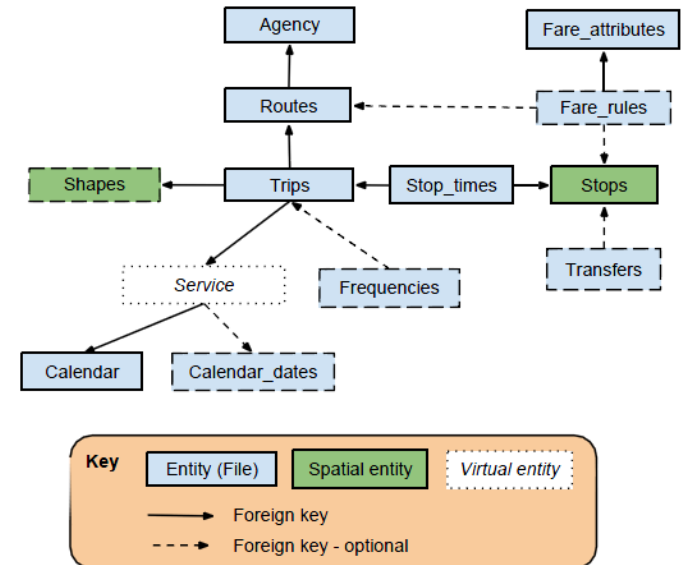 Agency
Fare_attributes
Routes
Fare_rules
Shapes
Trips
Stop_times
Stops
Service
Frequencies
Transfers
Calendar
Calendar_dates
Key
Entity (File)
Spatial entity
Virtual entity
Foreign key
Foreign key - optional